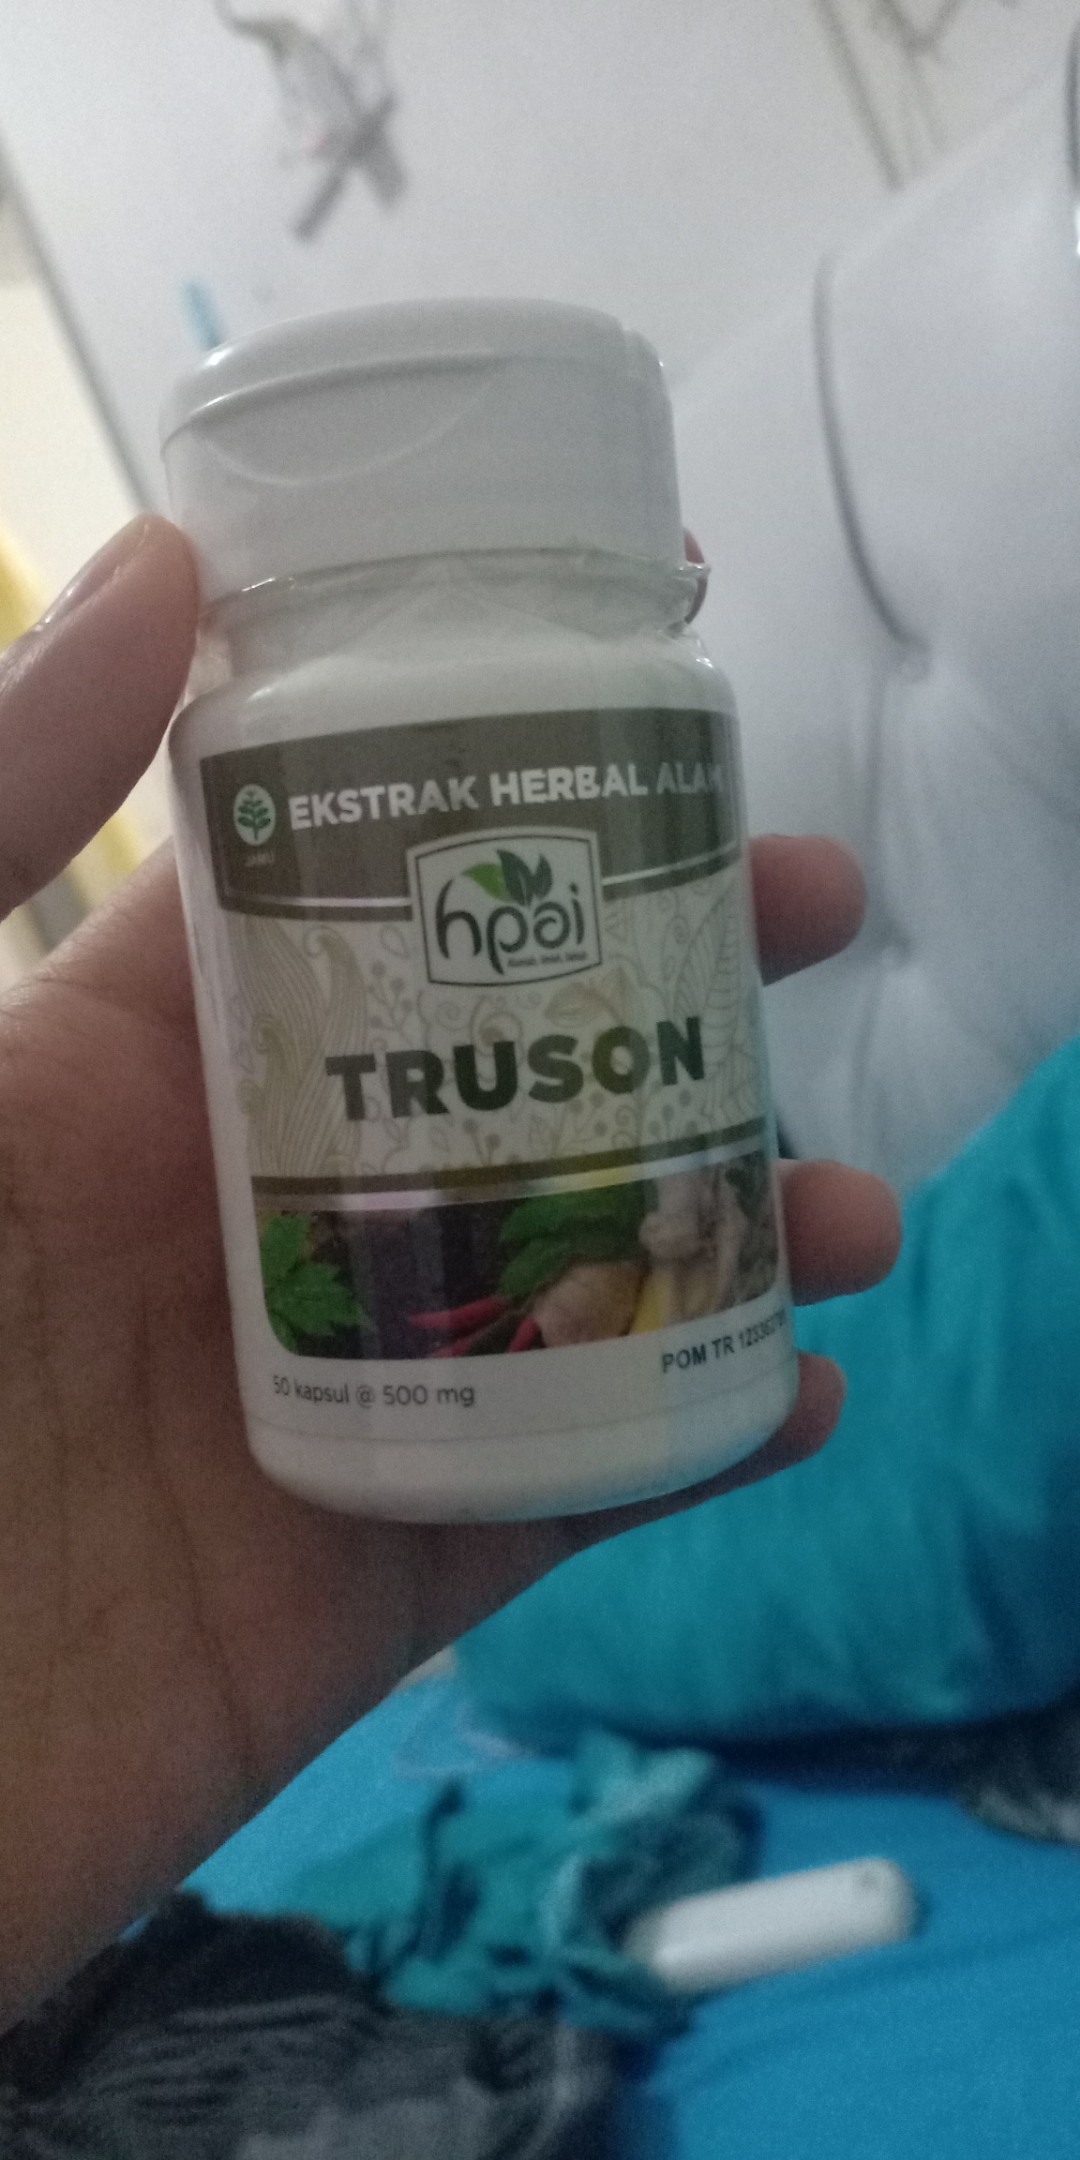 EKSTRAK HERBAL ALAM
JAMU
hpai
TRUSON
50 kapsul @ 500 mg
POM TR